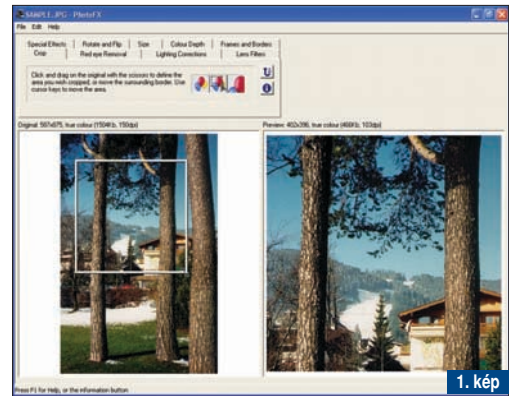 SAMPLE.JPG - PhotoFX
File Edit Help
Special Effects Rotate and Flip Size Colour Depth Frames and Borders
Crop Red eye Removal Lighting Corrections Lens Filters
Click and drag on the original with the scissors to define the
area you wish cropped, or move the surrounding border. Use
cursor keys to move the area.
Original: 567x875, true colour (1504Kb, 150dpi) Preview: 402x396, true colour (466Kb, 103dpi)
Press F1 for Help, or the information button
1. kép